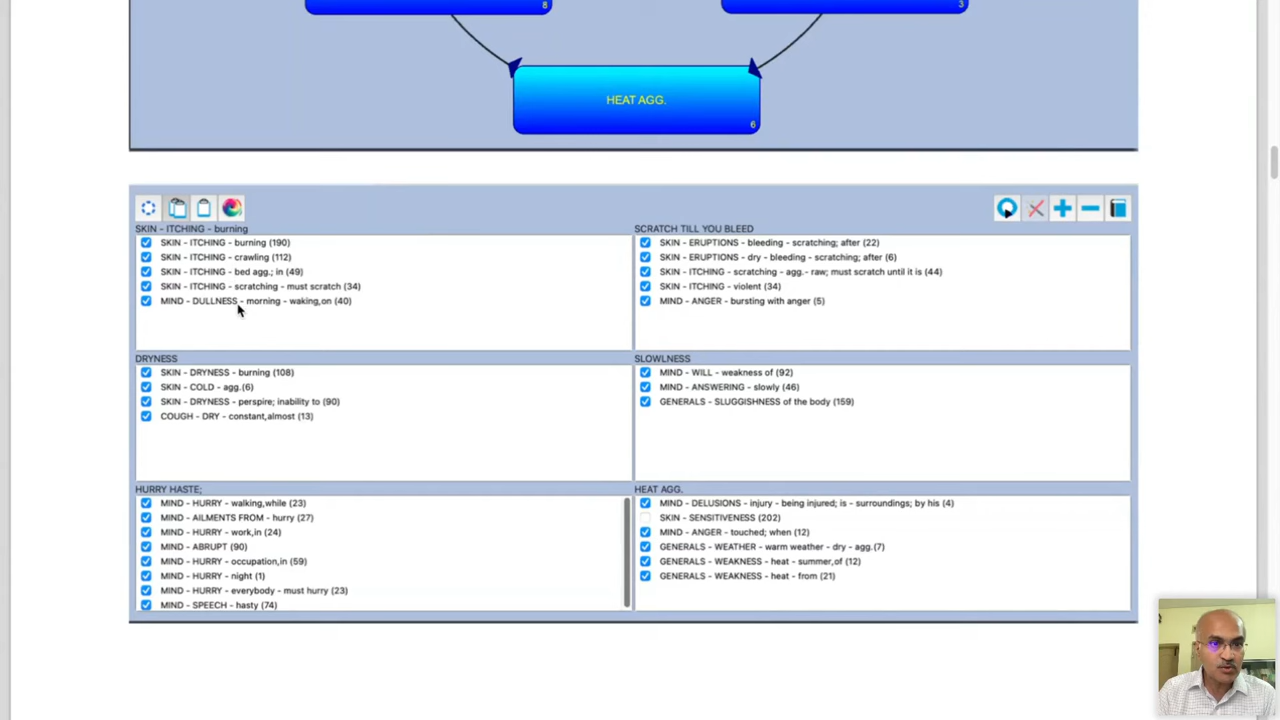 8
3
HEAT AGG.
6
SKIN - ITCHING - burning
SKIN - ITCHING - burning (190)
SKIN - ITCHING - crawling (112)
SKIN - ITCHING - bed agg.; in (49)
SKIN - ITCHING - scratching - must scratch (34)
MIND - DULLNESS - morning - waking,on (40)
SCRATCH TILL YOU BLEED
SKIN - ERUPTIONS - bleeding - scratching; after (22)
SKIN - ERUPTIONS - dry - bleeding - scratching; after (6)
SKIN - ITCHING - scratching - agg.- raw; must scratch until it is (44)
SKIN - ITCHING - violent (34)
MIND - ANGER - bursting with anger (5)
DRYNESS
SKIN - DRYNESS - burning (108)
SKIN - COLD - agg.(6)
SKIN - DRYNESS - perspire; inability to (90)
COUGH - DRY - constant,almost (13)
SLOWLNESS
MIND - WILL - weakness of (92)
MIND - ANSWERING - slowly (46)
GENERALS - SLUGGISHNESS of the body (159)
HURRY HASTE;
MIND - HURRY - walking,while (23)
MIND - AILMENTS FROM - hurry (27)
MIND - HURRY - work,in (24)
MIND - ABRUPT (90)
MIND - HURRY - occupation,in (59)
MIND - HURRY - night (1)
MIND - HURRY - everybody - must hurry (23)
MIND - SPEECH - hasty (74)
HEAT AGG.
MIND - DELUSIONS - injury - being injured; is - surroundings; by his (4)
SKIN - SENSITIVENESS (202)
MIND - ANGER - touched; when (12)
GENERALS - WEATHER - warm weather - dry - agg.(7)
GENERALS - WEAKNESS - heat - summer,of (12)
GENERALS - WEAKNESS - heat - from (21)